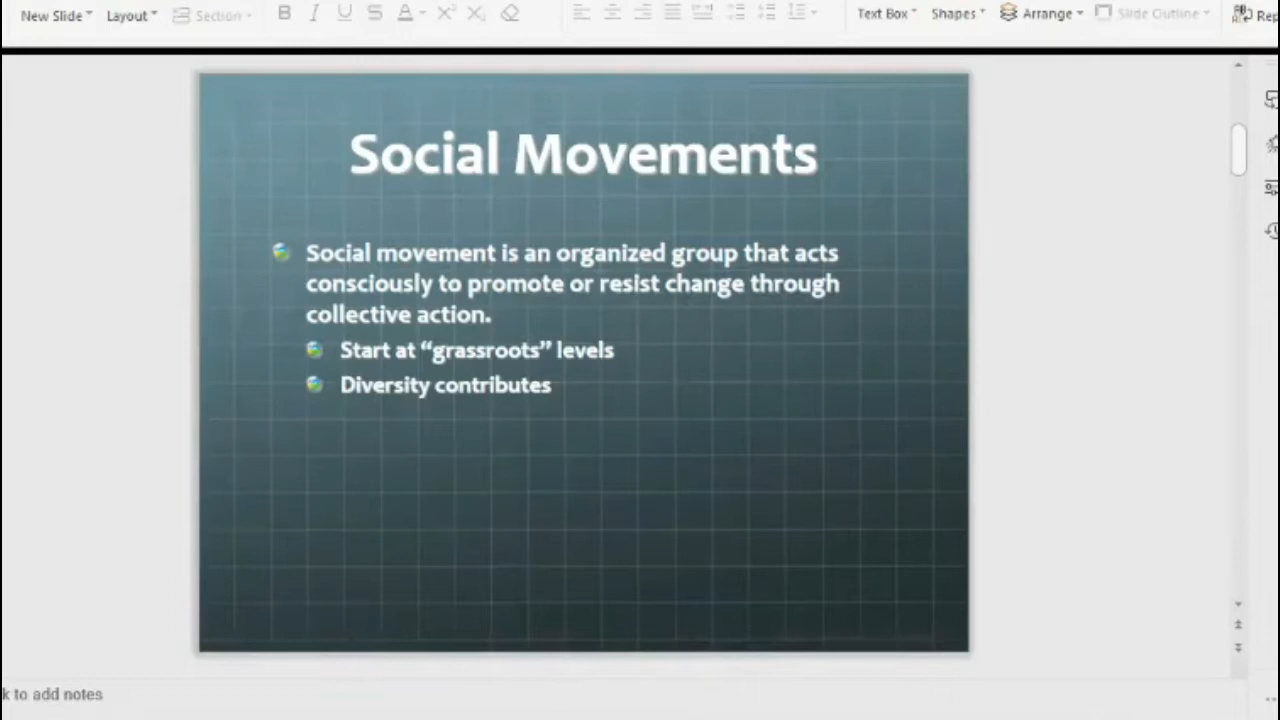 New Slide Layout Section B I U S A X² X₂ Text Box Shapes Arrange Slide Outline
Social Movements
Social movement is an organized group that acts
consciously to promote or resist change through
collective action.
Start at “grassroots” levels
Diversity contributes
k to add notes